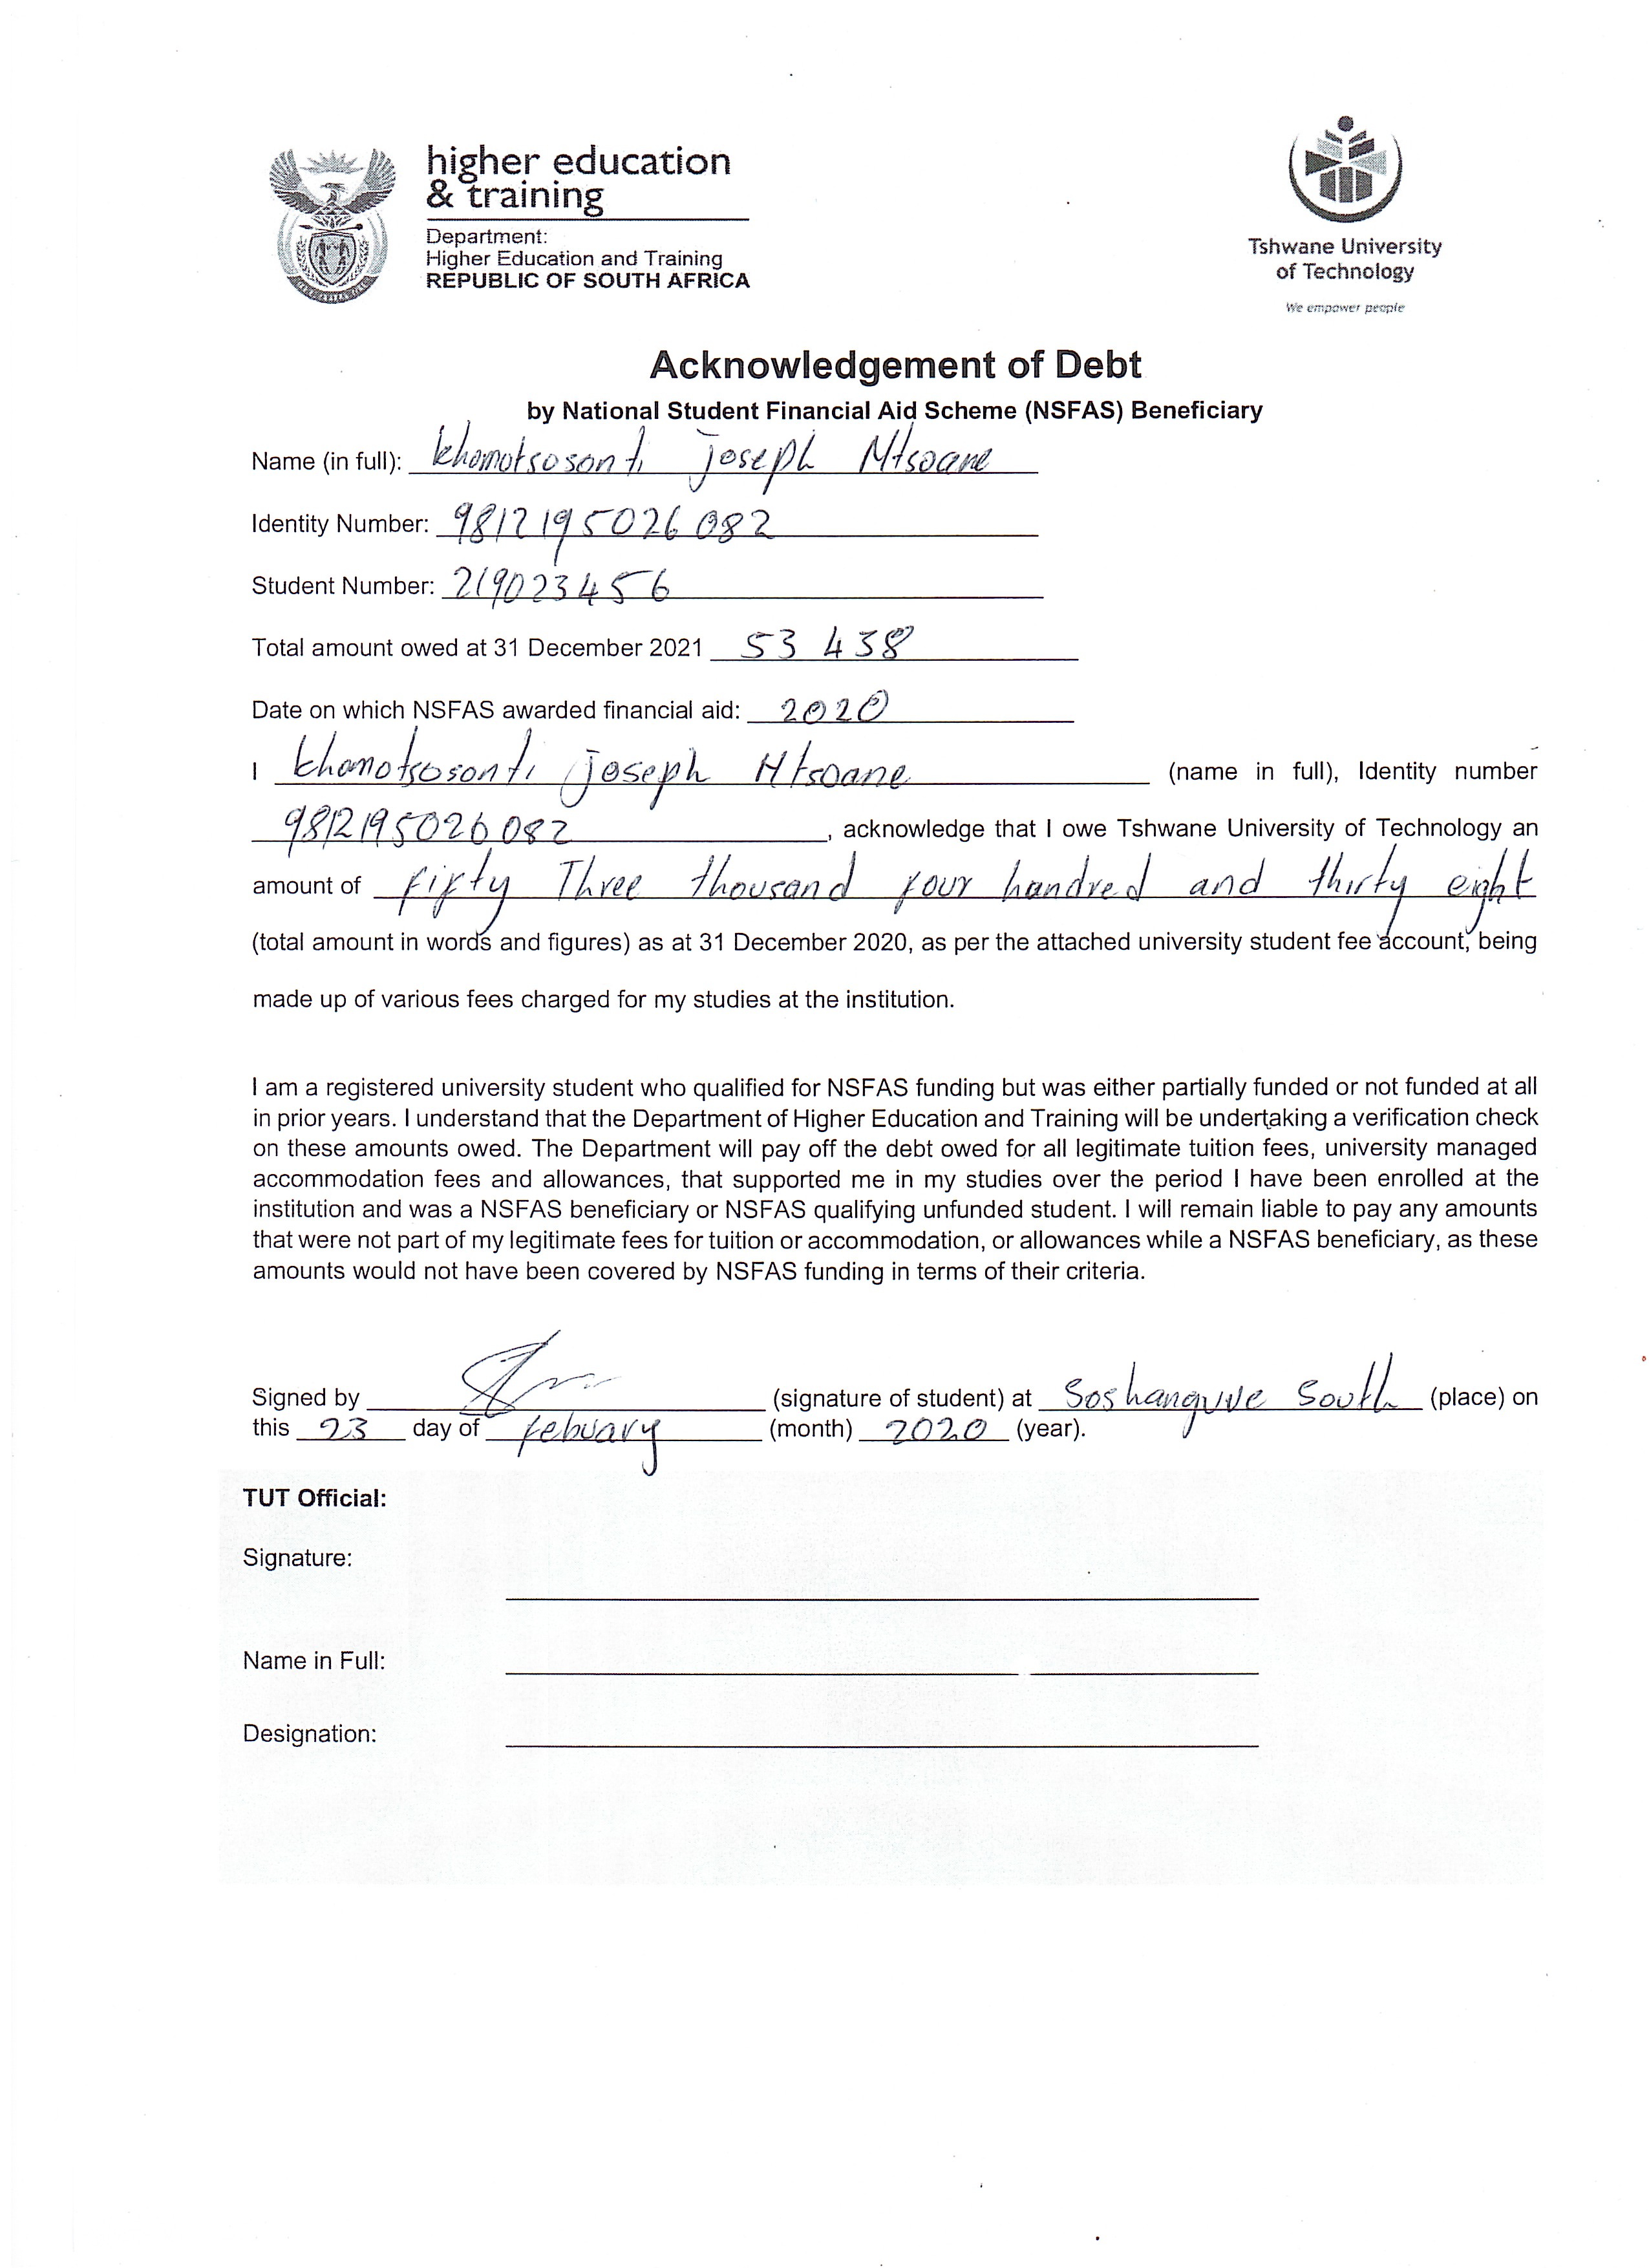 higher education
& training
Department:
Higher Education and Training
REPUBLIC OF SOUTH AFRICA
Tshwane University
of Technology
We empower people
Acknowledgement of Debt
by National Student Financial Aid Scheme (NSFAS) Beneficiary
Name (in full): khomotsosonti joseph Mtsoane
Identity Number: 9812195026082
Student Number: 219023456
Total amount owed at 31 December 2021 53 438
Date on which NSFAS awarded financial aid: 2020
I khomotsosonti joseph Mtsoane (name in full), Identity number
9812195026082, acknowledge that I owe Tshwane University of Technology an
amount of fifty Three thousand four handred and thirty eight
(total amount in words and figures) as at 31 December 2020, as per the attached university student fee account, being
made up of various fees charged for my studies at the institution.
I am a registered university student who qualified for NSFAS funding but was either partially funded or not funded at all
in prior years. I understand that the Department of Higher Education and Training will be undertaking a verification check
on these amounts owed. The Department will pay off the debt owed for all legitimate tuition fees, university managed
accommodation fees and allowances, that supported me in my studies over the period I have been enrolled at the
institution and was a NSFAS beneficiary or NSFAS qualifying unfunded student. I will remain liable to pay any amounts
that were not part of my legitimate fees for tuition or accommodation, or allowances while a NSFAS beneficiary, as these
amounts would not have been covered by NSFAS funding in terms of their criteria.
Signed by (signature of student) at Soshanguve South (place) on
this 23 day of febuary (month) 2020 (year).
TUT Official:
Signature:
Name in Full:
Designation: